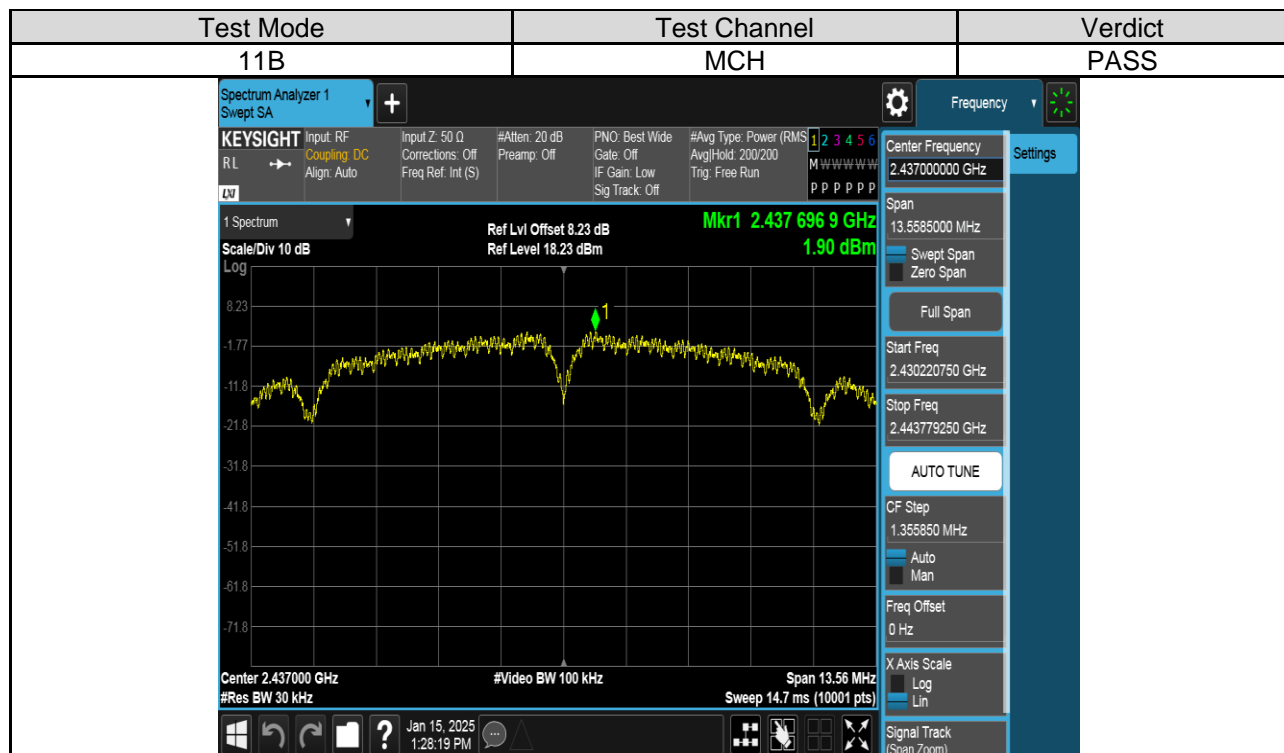 Test Mode Test Channel Verdict
11B MCH PASS
Spectrum Analyzer 1
Swept SA
+
Frequency
KEYSIGHT Input: RF Input Z: 50 Ω #Atten: 20 dB PNO: Best Wide #Avg Type: Power (RMS 1 2 3 4 5 6
RL Coupling: DC Corrections: Off Preamp: Off Gate: Off Avg|Hold: 200/200 M W W W W W
Align: Auto Freq Ref: Int (S) IF Gain: Low Trig: Free Run
LXI Sig Track: Off P P P P P P
1 Spectrum
Ref Lvl Offset 8.23 dB Mkr1 2.437 696 9 GHz
Scale/Div 10 dB Ref Level 18.23 dBm 1.90 dBm
Log
8.23
1
-1.77
-11.8
-21.8
-31.8
-41.8
-51.8
-61.8
-71.8
Center 2.437000 GHz #Video BW 100 kHz Span 13.56 MHz
#Res BW 30 kHz Sweep 14.7 ms (10001 pts)
? Jan 15, 2025
1:28:19 PM
Center Frequency
2.437000000 GHz
Settings
Span
13.5585000 MHz
Swept Span
Zero Span
Full Span
Start Freq
2.430220750 GHz
Stop Freq
2.443779250 GHz
AUTO TUNE
CF Step
1.355850 MHz
Auto
Man
Freq Offset
0 Hz
X Axis Scale
Log
Lin
Signal Track
(Span Zoom)